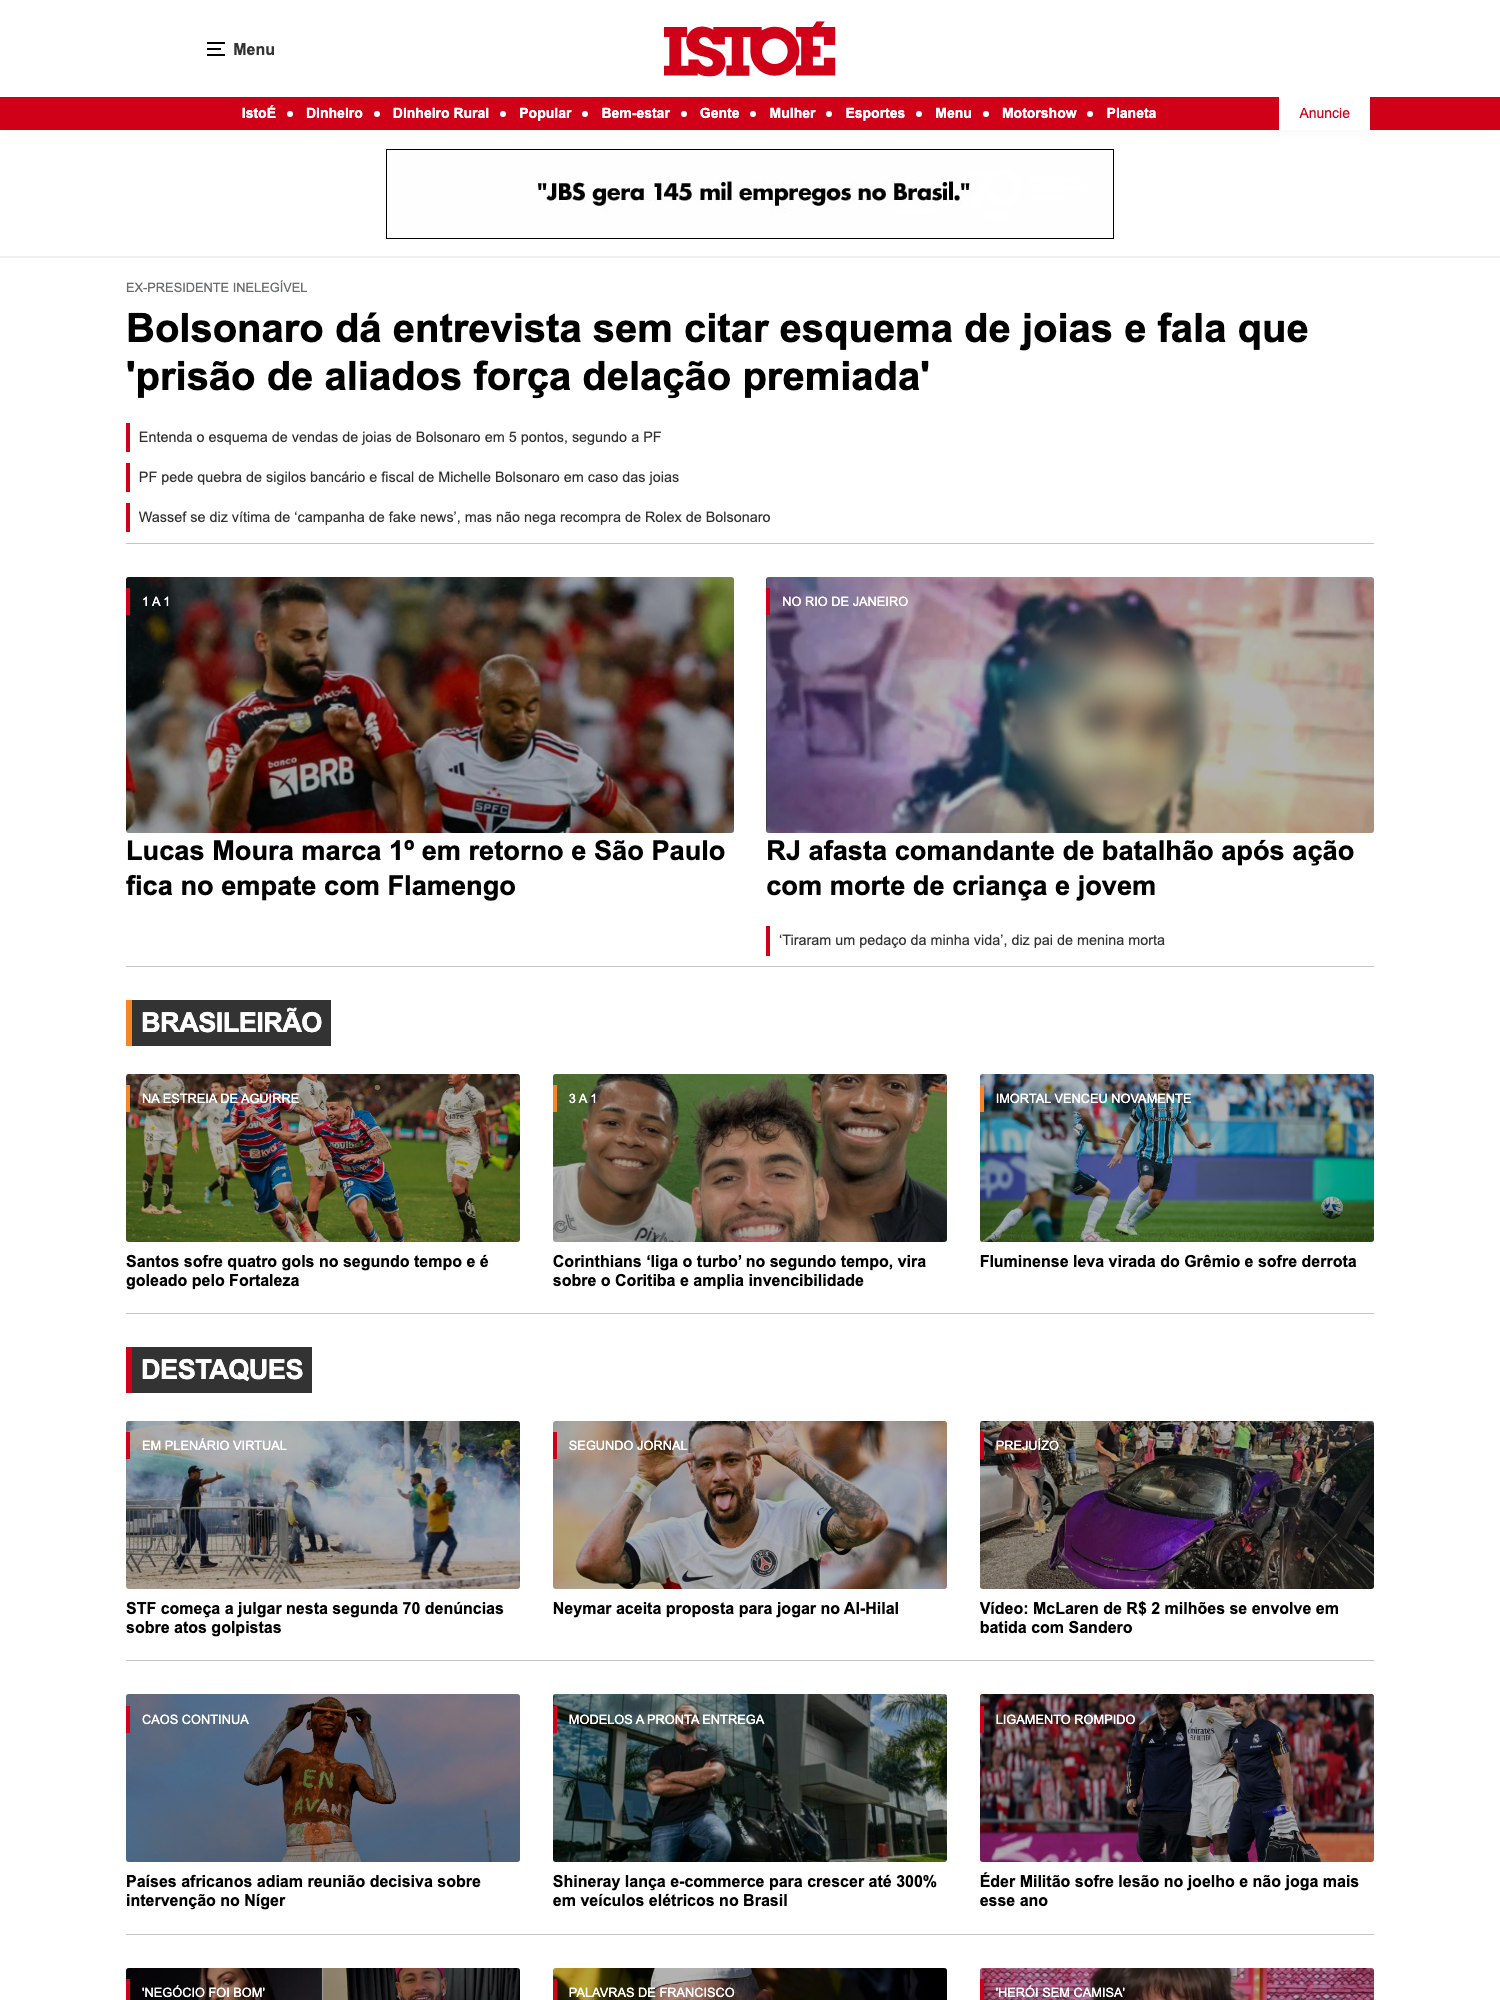 Menu
ISTOÉ
IstoÉ • Dinheiro • Dinheiro Rural • Popular • Bem-estar • Gente • Mulher • Esportes • Menu • Motorshow • Planeta
Anuncie
"JBS gera 145 mil empregos no Brasil."
EX-PRESIDENTE INELEGÍVEL
Bolsonaro dá entrevista sem citar esquema de joias e fala que
'prisão de aliados força delação premiada'
Entenda o esquema de vendas de joias de Bolsonaro em 5 pontos, segundo a PF
PF pede quebra de sigilos bancário e fiscal de Michelle Bolsonaro em caso das joias
Wassef se diz vítima de ‘campanha de fake news’, mas não nega recompra de Rolex de Bolsonaro
1 A 1
pixbet
banco
BRB
SPFC
Lucas Moura marca 1º em retorno e São Paulo
fica no empate com Flamengo
NO RIO DE JANEIRO
RJ afasta comandante de batalhão após ação
com morte de criança e jovem
‘Tiraram um pedaço da minha vida’, diz pai de menina morta
BRASILEIRÃO
NA ESTREIA DE AGUIRRE
Santos sofre quatro gols no segundo tempo e é
goleado pelo Fortaleza
3 A 1
Corinthians ‘liga o turbo’ no segundo tempo, vira
sobre o Coritiba e amplia invencibilidade
IMORTAL VENCEU NOVAMENTE
55
Fluminense leva virada do Grêmio e sofre derrota
DESTAQUES
EM PLENÁRIO VIRTUAL
STF começa a julgar nesta segunda 70 denúncias
sobre atos golpistas
SEGUNDO JORNAL
Neymar aceita proposta para jogar no Al-Hilal
PREJUÍZO
Vídeo: McLaren de R$ 2 milhões se envolve em
batida com Sandero
CAOS CONTINUA
EN
AVANT
Países africanos adiam reunião decisiva sobre
intervenção no Níger
MODELOS A PRONTA ENTREGA
Shineray lança e-commerce para crescer até 300%
em veículos elétricos no Brasil
LIGAMENTO ROMPIDO
Éder Militão sofre lesão no joelho e não joga mais
esse ano
'NEGÓCIO FOI BOM'
PALAVRAS DE FRANCISCO
'HERÓI SEM CAMISA'